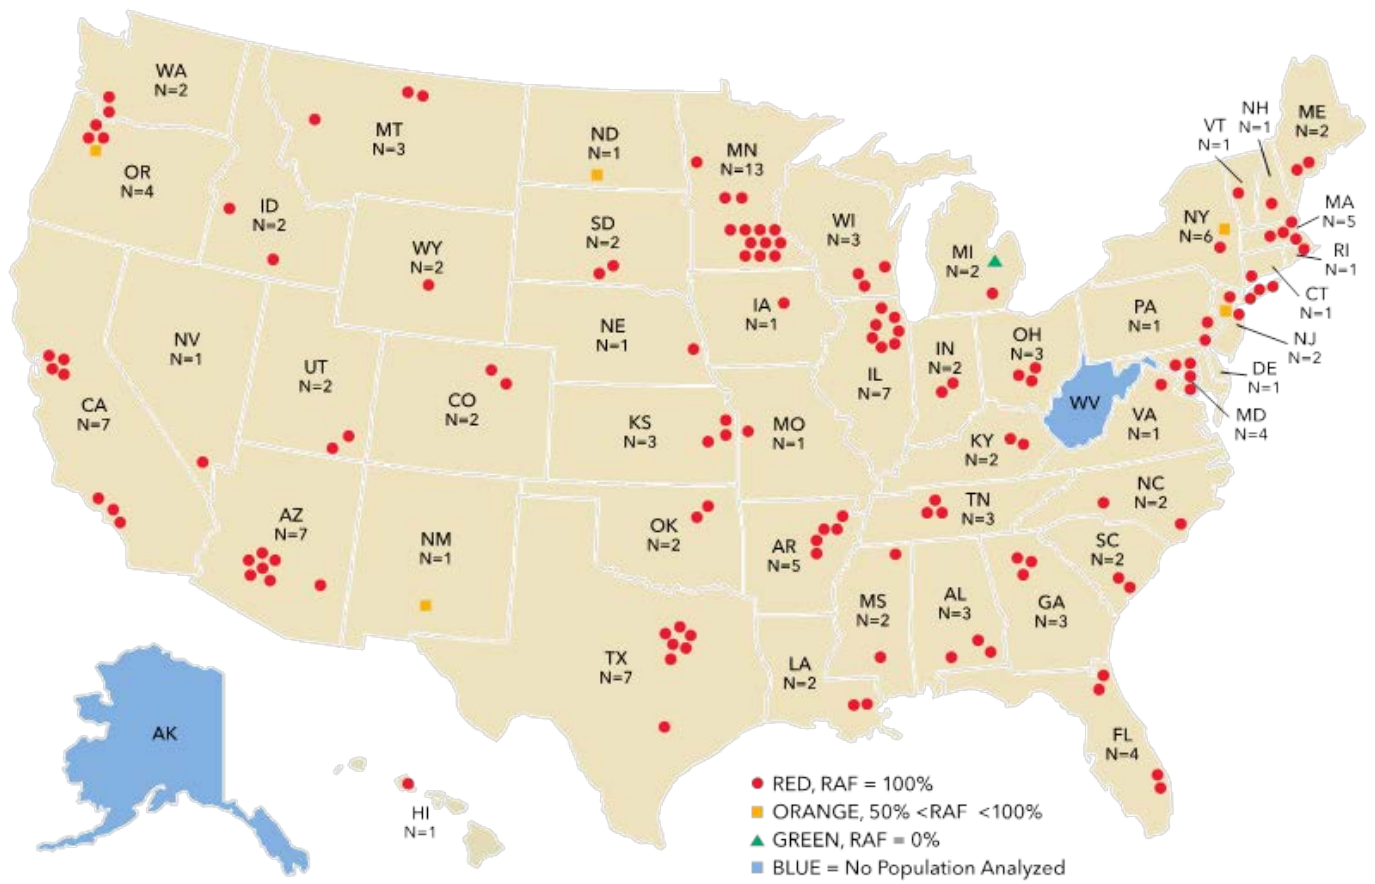 WA
N=2
MT
N=3
ND
N=1
MN
N=13
OR
N=4
ID
N=2
WY
N=2
SD
N=2
WI
N=3
MI
N=2
NY
N=6
VT
N=1
NH
N=1
ME
N=2
MA
N=5
RI
N=1
CT
N=1
NJ
N=2
DE
N=1
MD
N=4
NV
N=1
UT
N=2
CO
N=2
NE
N=1
IA
N=1
IL
N=7
IN
N=2
OH
N=3
PA
N=1
WV
VA
N=1
CA
N=7
KS
N=3
MO
N=1
KY
N=2
TN
N=3
NC
N=2
SC
N=2
AZ
N=7
NM
N=1
OK
N=2
AR
N=5
MS
N=2
AL
N=3
GA
N=3
TX
N=7
LA
N=2
FL
N=4
AK
HI
N=1
RED, RAF = 100%
ORANGE, 50% <RAF <100%
GREEN, RAF = 0%
BLUE = No Population Analyzed